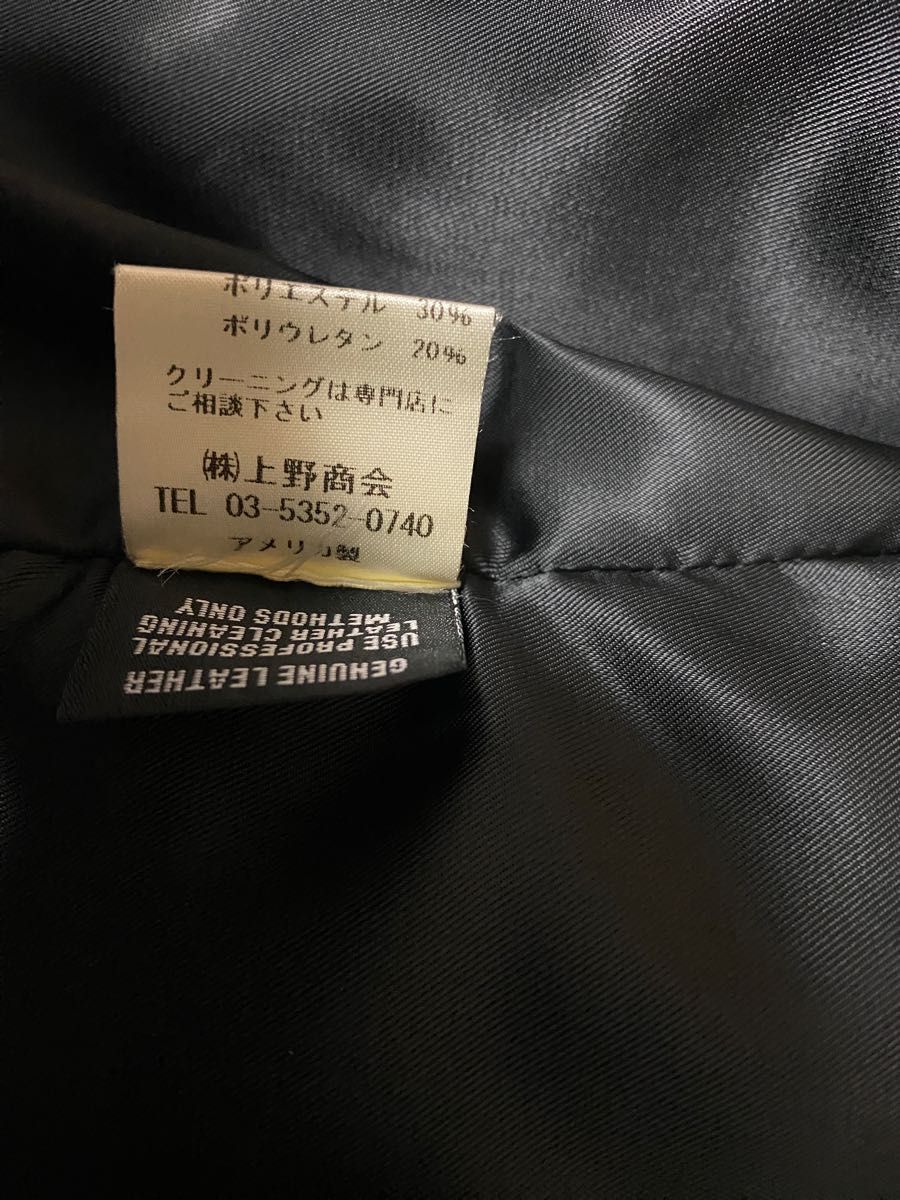 ポリエステル 30%
ポリウレタン 20%
クリーニングは専門店に
ご相談下さい
㈱上野商会
TEL 03-5352-0740
アメリカ製
GENUINE LEATHER
USE PROFESSIONAL
LEATHER CLEANING
METHODS ONLY